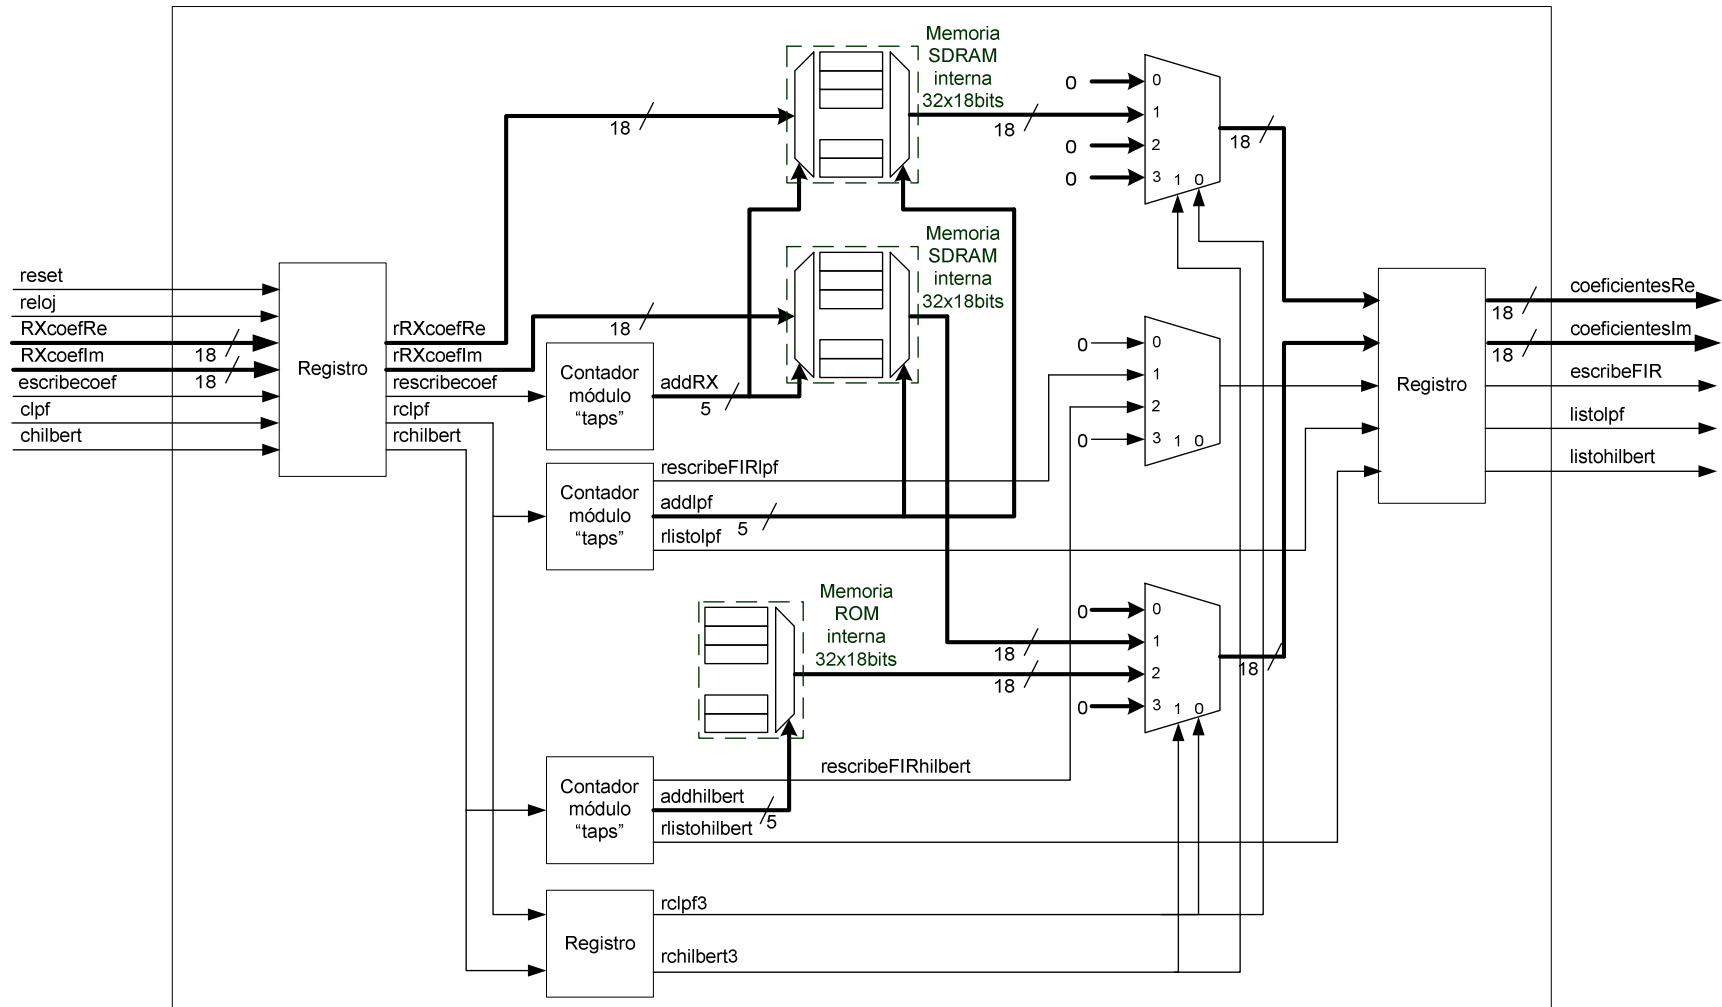 Memoria
SDRAM
interna
32x18bits
0
0
18
1
0
2
0
3
1 0
18
18
18
Memoria
SDRAM
interna
32x18bits
reset
reloj
RXcoefRe
18
RXcoefIm
18
escribecoef
clpf
chilbert
Registro
rRXcoefRe
rRXcoefIm
rescribecoef
rclpf
rchilbert
18
Contador
módulo
“taps”
addRX
5
0
0
1
2
0
3
1 0
Registro
18
coeficientesRe
18
coeficientesIm
escribeFIR
listolpf
listohilbert
Contador
módulo
“taps”
rescribeFIRlpf
addlpf
5
rlistolpf
Memoria
ROM
interna
32x18bits
0
0
18
1
18
2
0
3
1 0
18
Contador
módulo
“taps”
rescribeFIRhilbert
addhilbert
5
rlistohilbert
Registro
rclpf3
rchilbert3